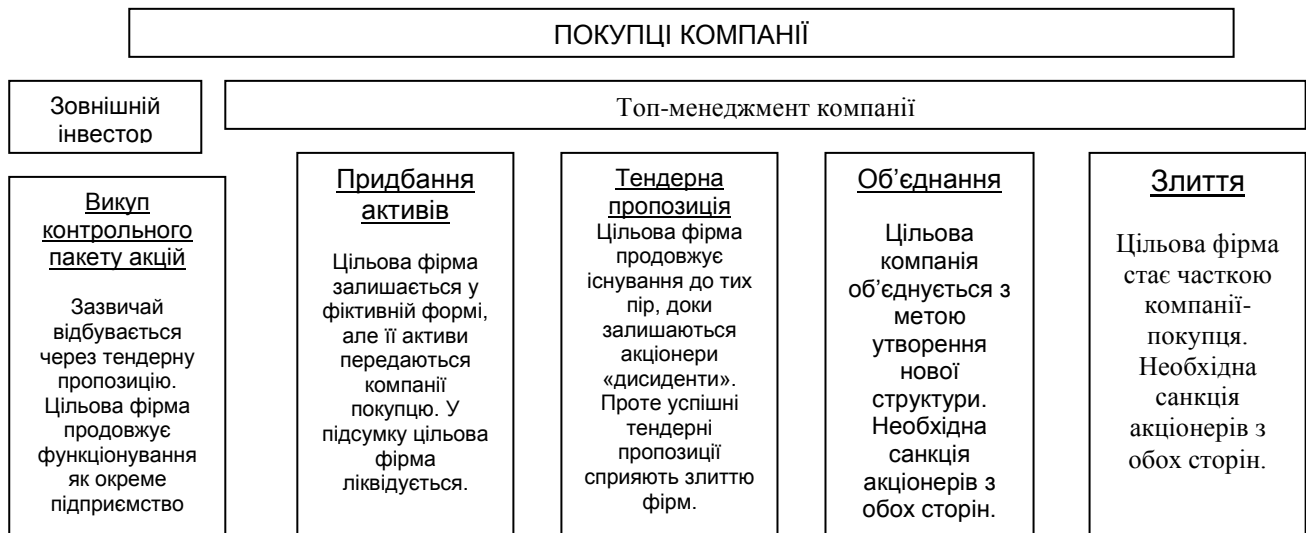 ПОКУПЦІ КОМПАНІЇ
Зовнішній
інвестор
Топ-менеджмент компанії
Викуп
контрольного
пакету акцій
Зазвичай
відбувається
через тендерну
пропозицію.
Цільова фірма
продовжує
функціонування
як окреме
підприємство
Придбання
активів
Цільова фірма
залишається у
фіктивній формі,
але її активи
передаються
компанії
покупцю. У
підсумку цільова
фірма
ліквідується.
Тендерна
пропозиція
Цільова фірма
продовжує
існування до тих
пір, доки
залишаються
акціонери
«дисиденти».
Проте успішні
тендерні
пропозиції
сприяють злиттю
фірм.
Об’єднання
Цільова
компанія
об’єднується з
метою
утворення
нової
структури.
Необхідна
санкція
акціонерів з
обох сторін.
Злиття
Цільова фірма
стає часткою
компанії-
покупця.
Необхідна
санкція
акціонерів з
обох сторін.